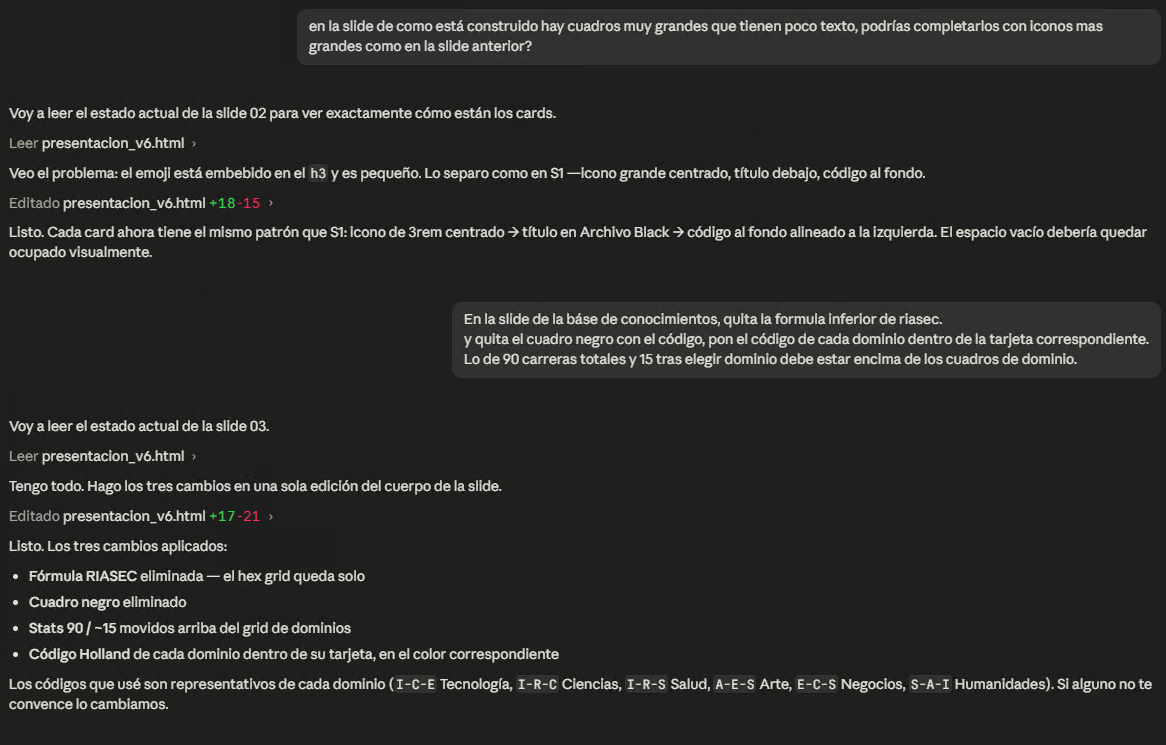 en la slide de como está construido hay cuadros muy grandes que tienen poco texto, podrías completarlos con iconos mas
grandes como en la slide anterior?
Voy a leer el estado actual de la slide 02 para ver exactamente cómo están los cards.
Leer presentacion_v6.html ›
Veo el problema: el emoji está embebido en el h3 y es pequeño. Lo separo como en S1 —icono grande centrado, título debajo, código al fondo.
Editado presentacion_v6.html +18 -15 ›
Listo. Cada card ahora tiene el mismo patrón que S1: icono de 3rem centrado → título en Archivo Black → código al fondo alineado a la izquierda. El espacio vacío debería quedar
ocupado visualmente.
En la slide de la báse de conocimientos, quita la formula inferior de riasec.
y quita el cuadro negro con el código, pon el código de cada dominio dentro de la tarjeta correspondiente.
Lo de 90 carreras totales y 15 tras elegir dominio debe estar encima de los cuadros de dominio.
Voy a leer el estado actual de la slide 03.
Leer presentacion_v6.html ›
Tengo todo. Hago los tres cambios en una sola edición del cuerpo de la slide.
Editado presentacion_v6.html +17 -21 ›
Listo. Los tres cambios aplicados:
• Fórmula RIASEC eliminada — el hex grid queda solo
• Cuadro negro eliminado
• Stats 90 / ~15 movidos arriba del grid de dominios
• Código Holland de cada dominio dentro de su tarjeta, en el color correspondiente
Los códigos que usé son representativos de cada dominio (I-C-E Tecnología, I-R-C Ciencias, I-R-S Salud, A-E-S Arte, E-C-S Negocios, S-A-I Humanidades). Si alguno no te
convence lo cambiamos.